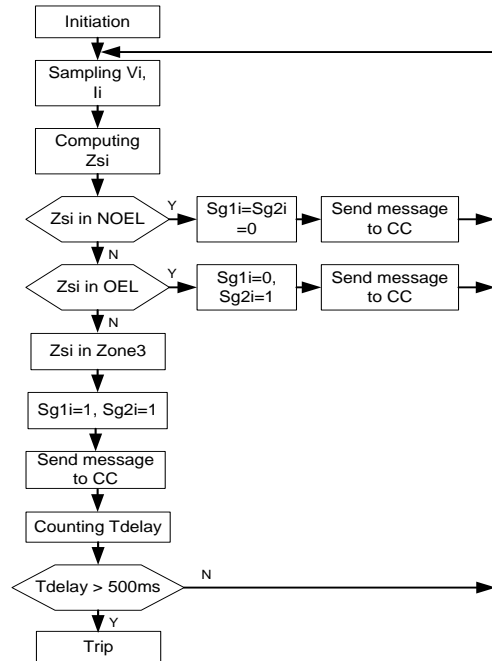 Initiation
Sampling Vi,
Ii
Computing
Zsi
Zsi in NOEL
Y
Sg1i=Sg2i
=0
Send message
to CC
N
Zsi in OEL
Y
Sg1i=0,
Sg2i=1
Send message
to CC
N
Zsi in Zone3
Sg1i=1, Sg2i=1
Send message
to CC
Counting Tdelay
Tdelay > 500ms
N
Y
Trip